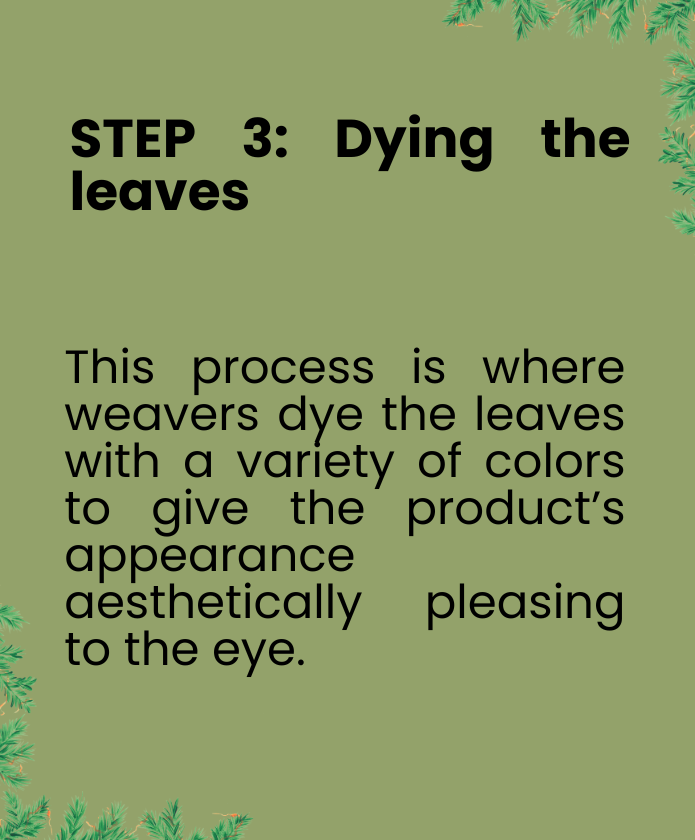 STEP 3: Dying the
leaves
This process is where
weavers dye the leaves
with a variety of colors
to give the product’s
appearance
aesthetically pleasing
to the eye.